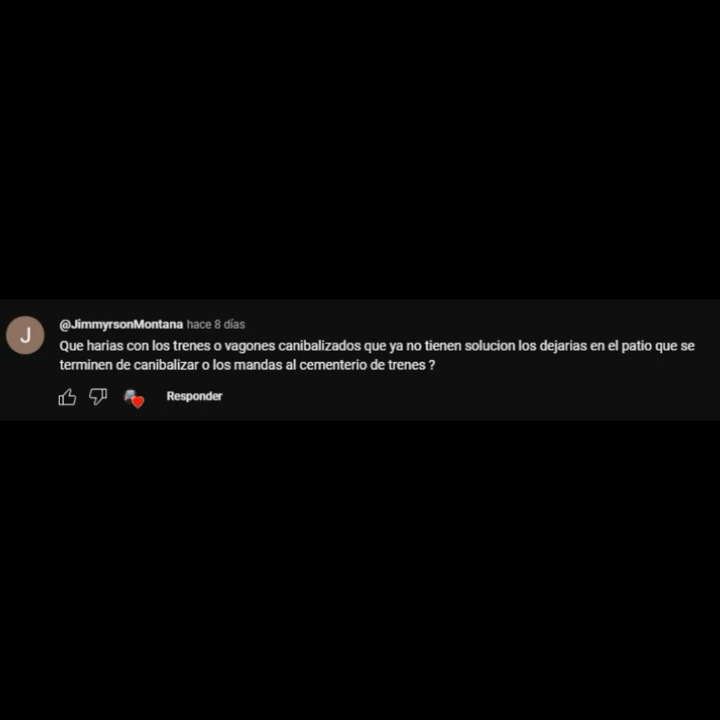 J
@JimmyrsonMontana hace 8 días
Que harias con los trenes o vagones canibalizados que ya no tienen solucion los dejarias en el patio que se
terminen de canibalizar o los mandas al cementerio de trenes ?
Responder